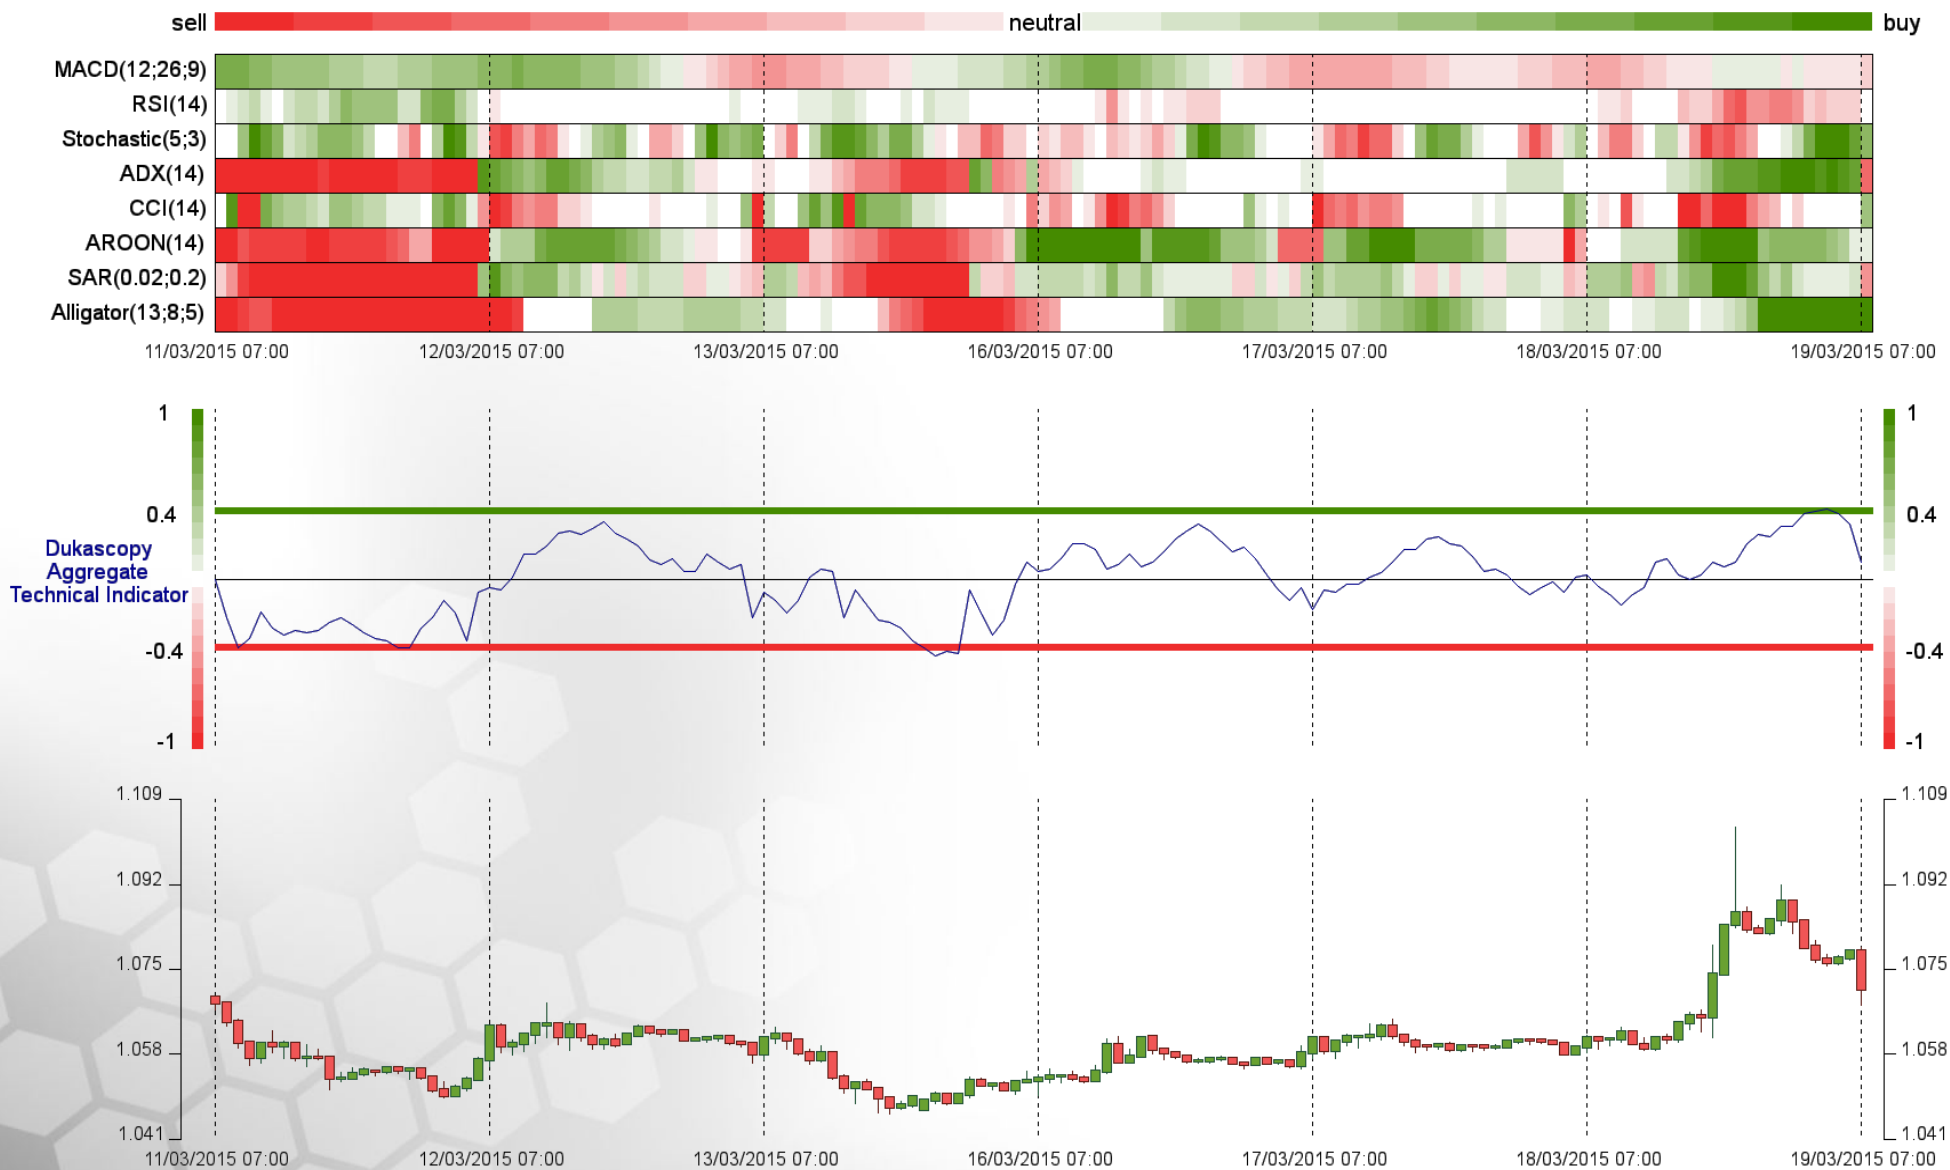 sell neutral buy
MACD(12;26;9)
RSI(14)
Stochastic(5;3)
ADX(14)
CCI(14)
AROON(14)
SAR(0.02;0.2)
Alligator(13;8;5)
11/03/2015 07:00 12/03/2015 07:00 13/03/2015 07:00 16/03/2015 07:00 17/03/2015 07:00 18/03/2015 07:00 19/03/2015 07:00
1 1
0.4 0.4
Dukascopy
Aggregate
Technical Indicator
-0.4 -0.4
-1 -1
1.109 1.109
1.092 1.092
1.075 1.075
1.058 1.058
1.041 1.041
11/03/2015 07:00 12/03/2015 07:00 13/03/2015 07:00 16/03/2015 07:00 17/03/2015 07:00 18/03/2015 07:00 19/03/2015 07:00